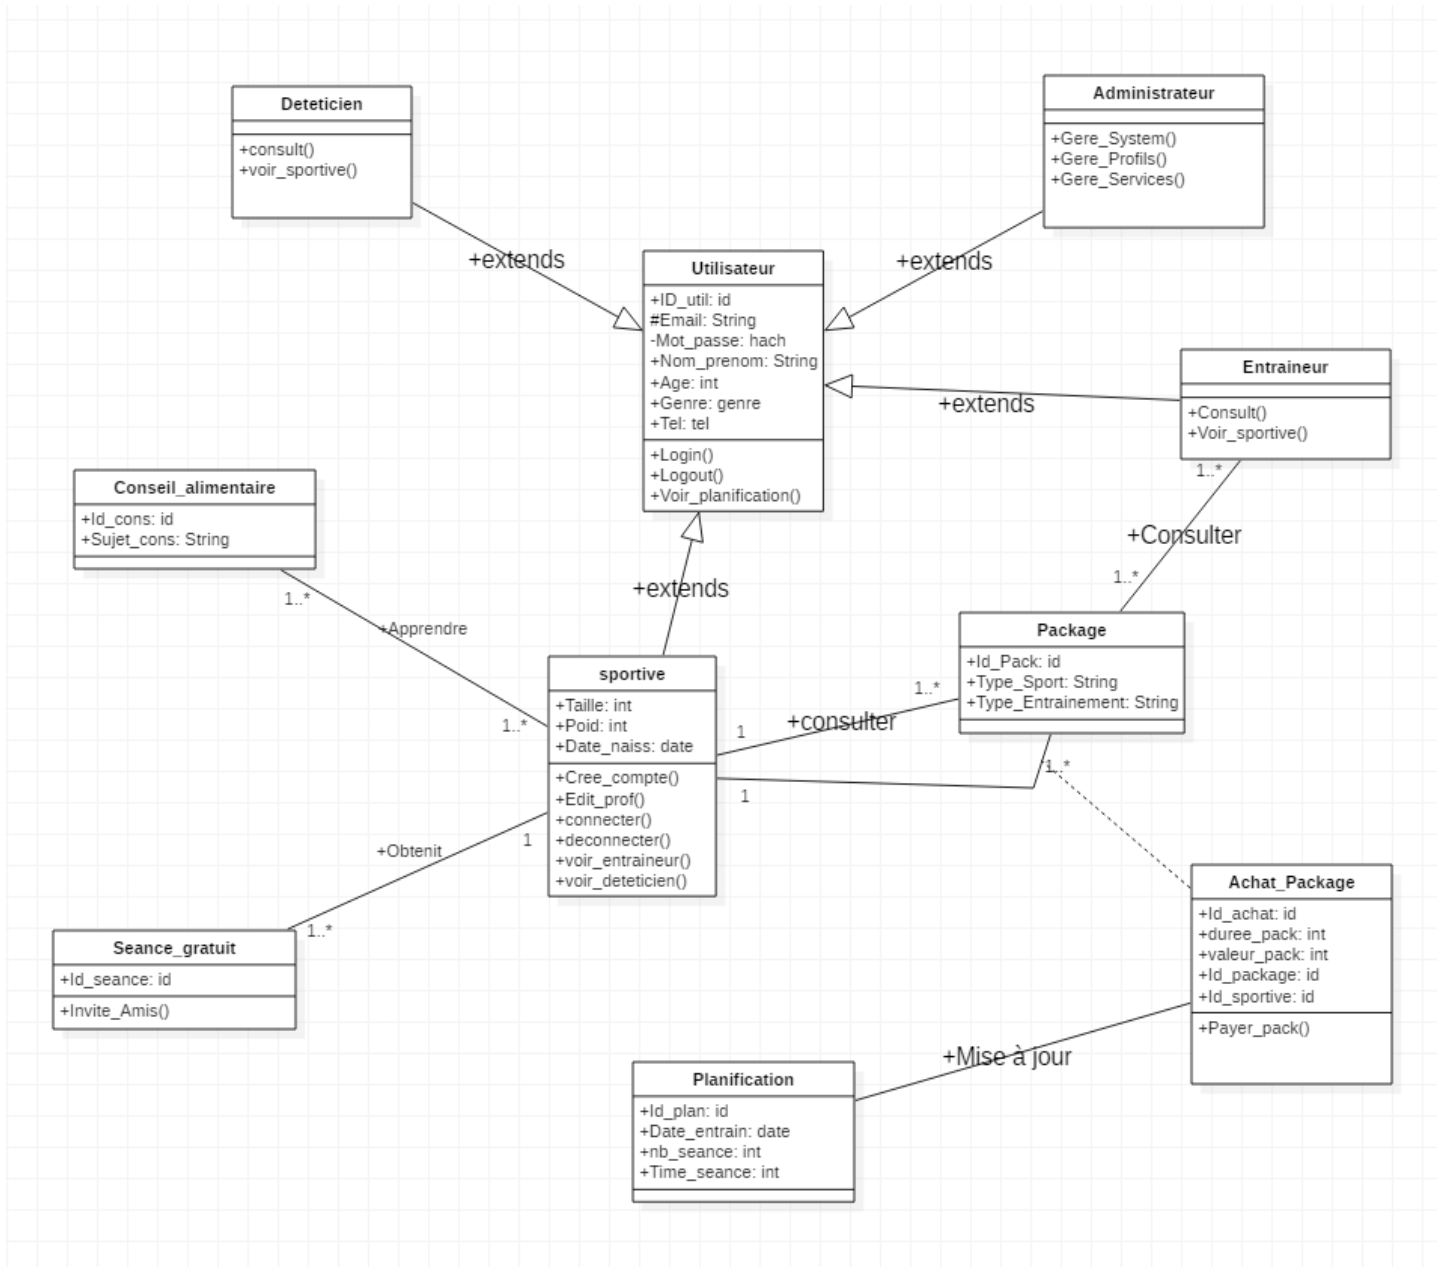 Deteticien
+consult()
+voir_sportive()
Administrateur
+Gere_System()
+Gere_Profils()
+Gere_Services()
+extends
+extends
Utilisateur
+ID_util: id
#Email: String
-Mot_passe: hach
+Nom_prenom: String
+Age: int
+Genre: genre
+Tel: tel
+Login()
+Logout()
+Voir_planification()
+extends
Entraineur
+Consult()
+Voir_sportive()
1..*
+Consulter
1..*
Conseil_alimentaire
+Id_cons: id
+Sujet_cons: String
1..*
+Apprendre
1..*
+extends
Package
+Id_Pack: id
+Type_Sport: String
+Type_Entrainement: String
sportive
+Taille: int
+Poid: int
+Date_naiss: date
+Cree_compte()
+Edit_prof()
+connecter()
+deconnecter()
+voir_entraineur()
+voir_deteticien()
1..*
+consulter
1
1..*
1
+Obtenit
1
1..*
Seance_gratuit
+Id_seance: id
+Invite_Amis()
Achat_Package
+Id_achat: id
+duree_pack: int
+valeur_pack: int
+Id_package: id
+Id_sportive: id
+Payer_pack()
+Mise à jour
Planification
+Id_plan: id
+Date_entrain: date
+nb_seance: int
+Time_seance: int